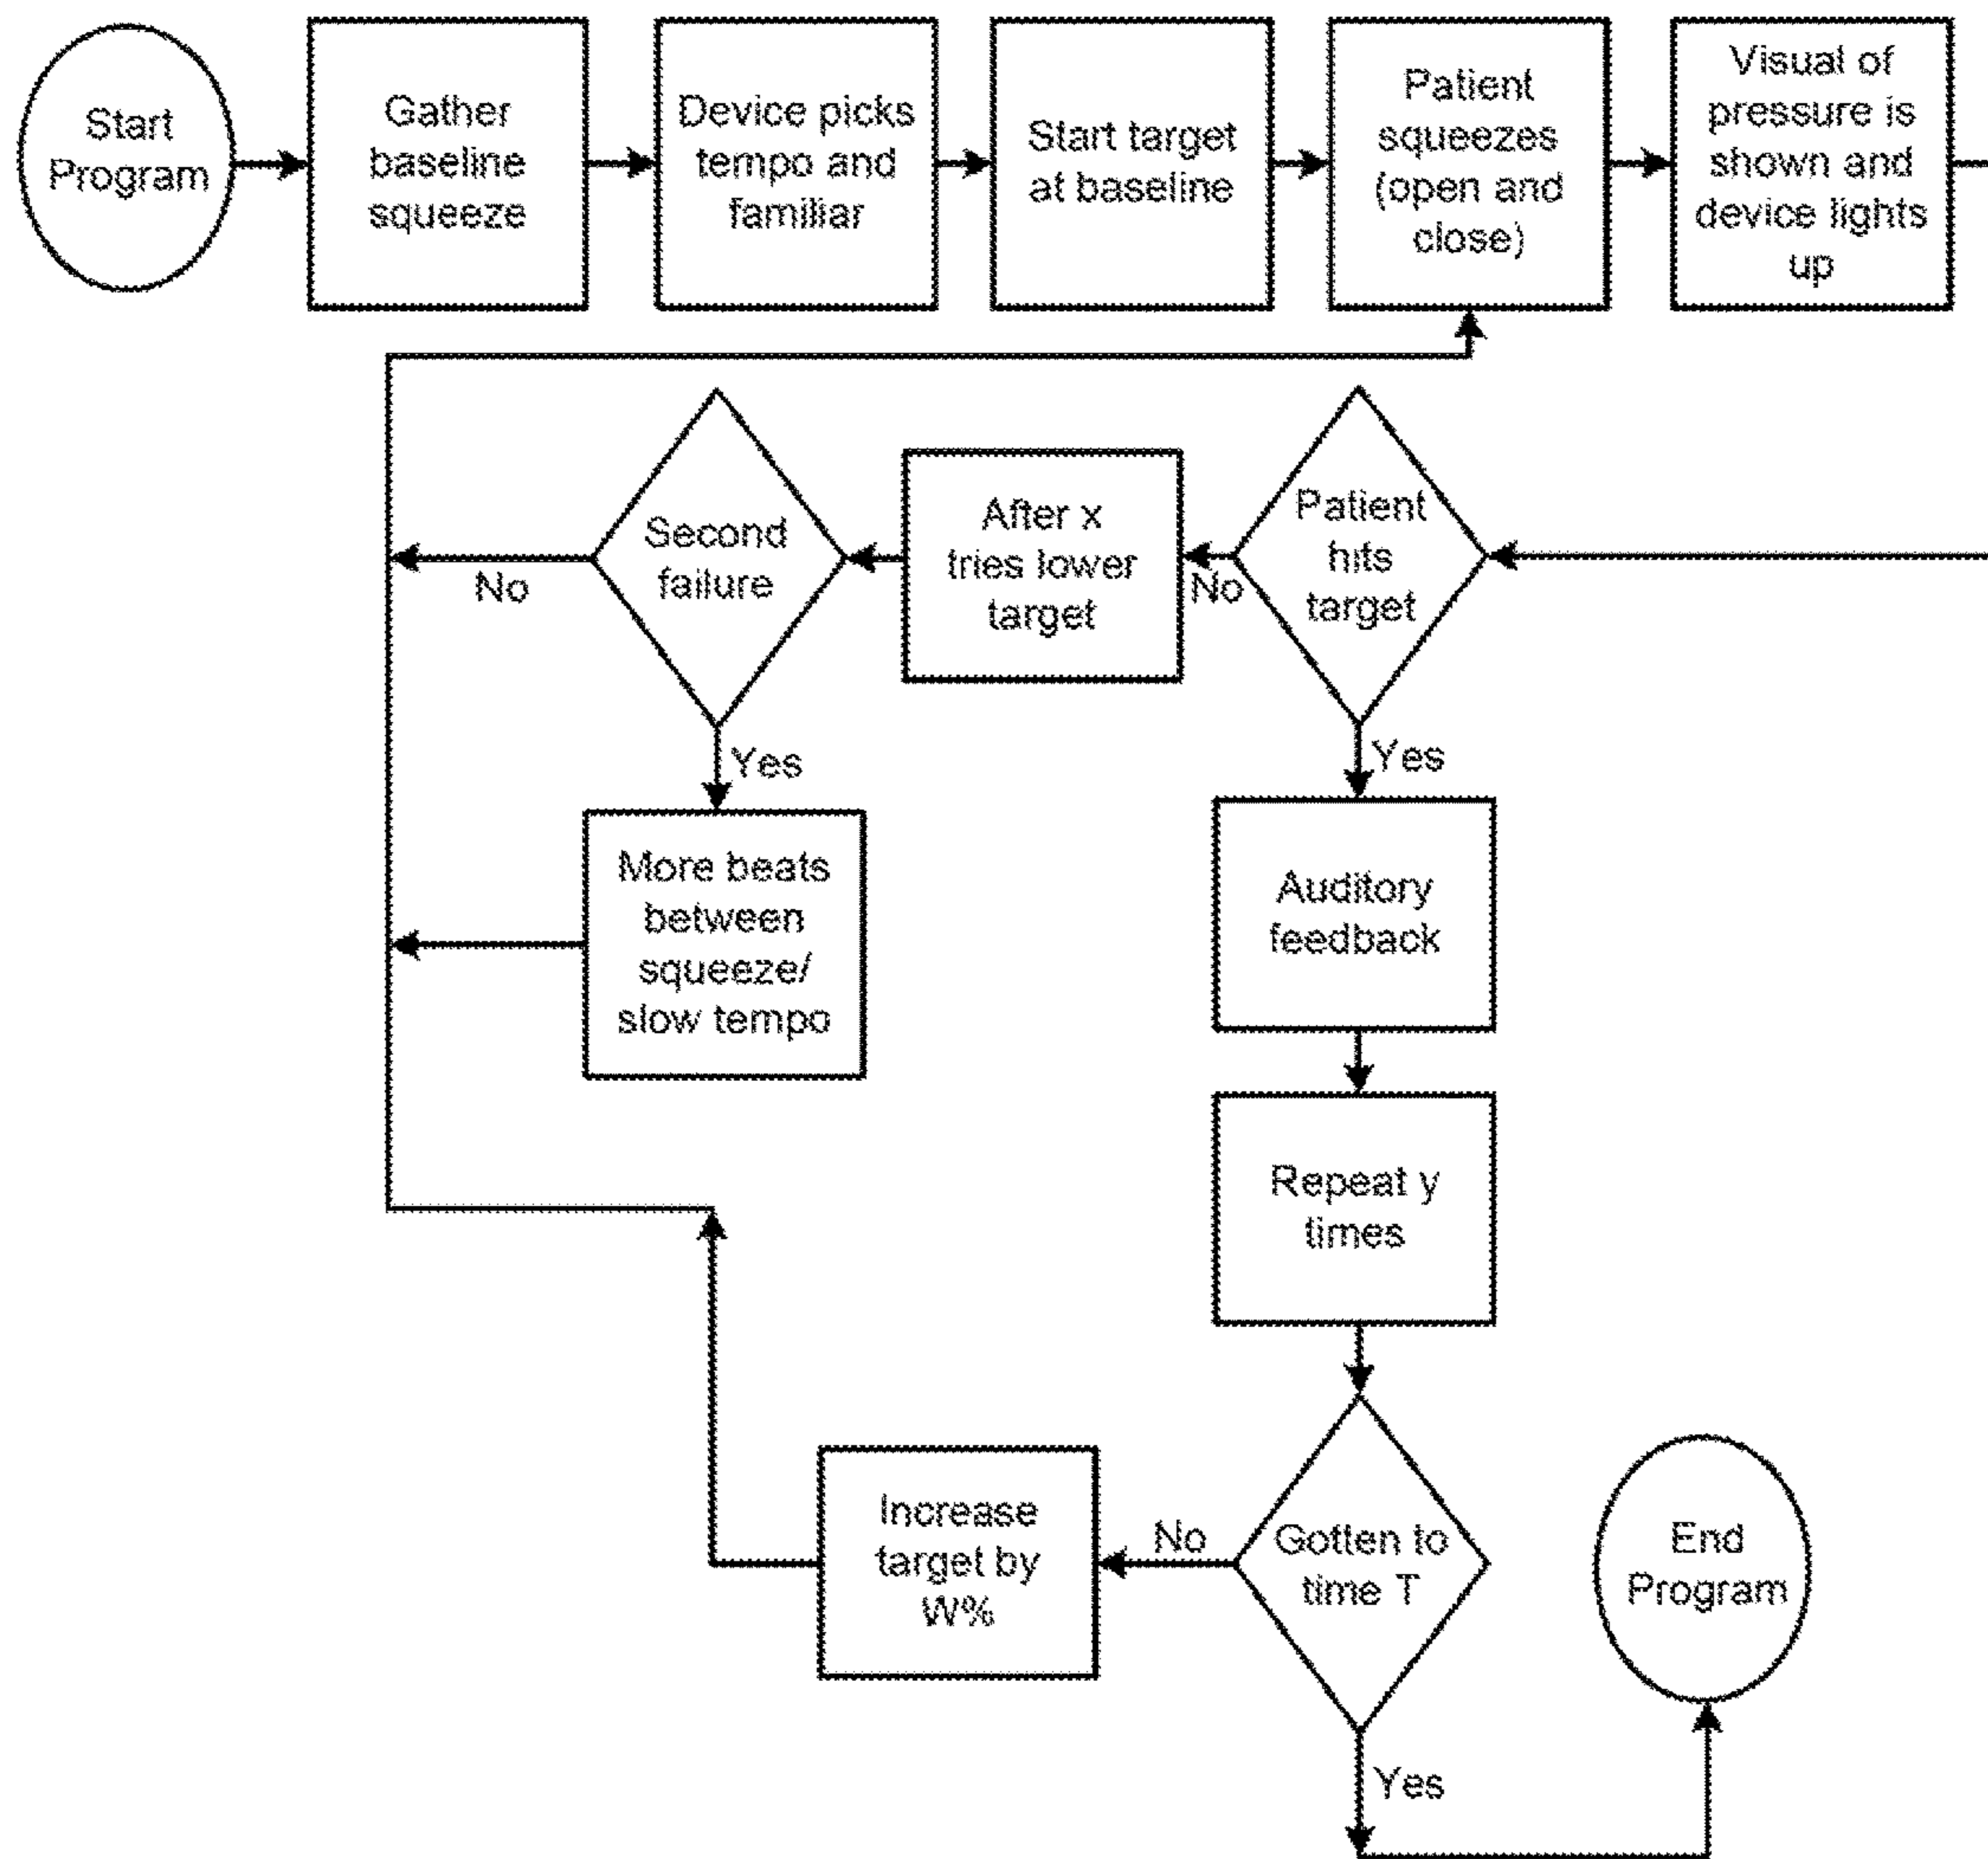 Start
Program
Gather
baseline
squeeze
Device picks
tempo and
familiar
Start target
at baseline
Patient
squeezes
(open and
close)
Visual of
pressure is
shown and
device lights
up
Second
failure
After x
tries lower
target
Patient
hits
target
No
No
Yes
Yes
More beats
between
squeeze/
slow tempo
Auditory
feedback
Repeat y
times
Increase
target by
W%
No
Gotten to
time T
End
Program
Yes